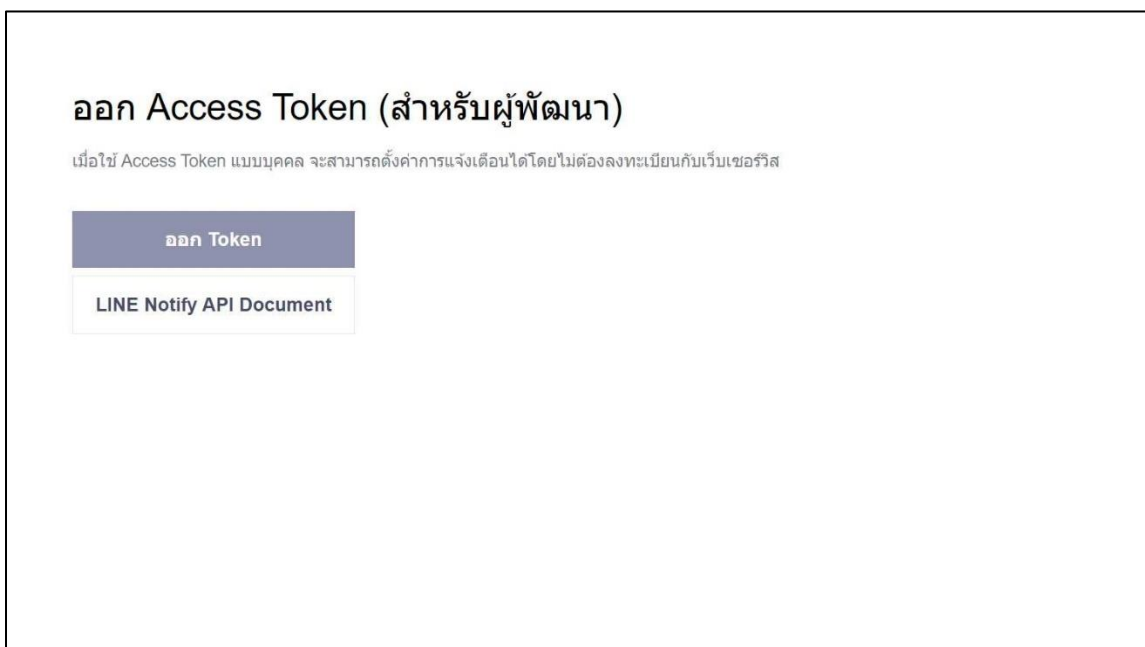 ออก Access Token (สำหรับผู้พัฒนา)
เมื่อใช้ Access Token แบบบุคคล จะสามารถตั้งค่าการแจ้งเตือนได้โดยไม่ต้องลงทะเบียนกับเว็บเซอร์วิส
ออก Token
LINE Notify API Document